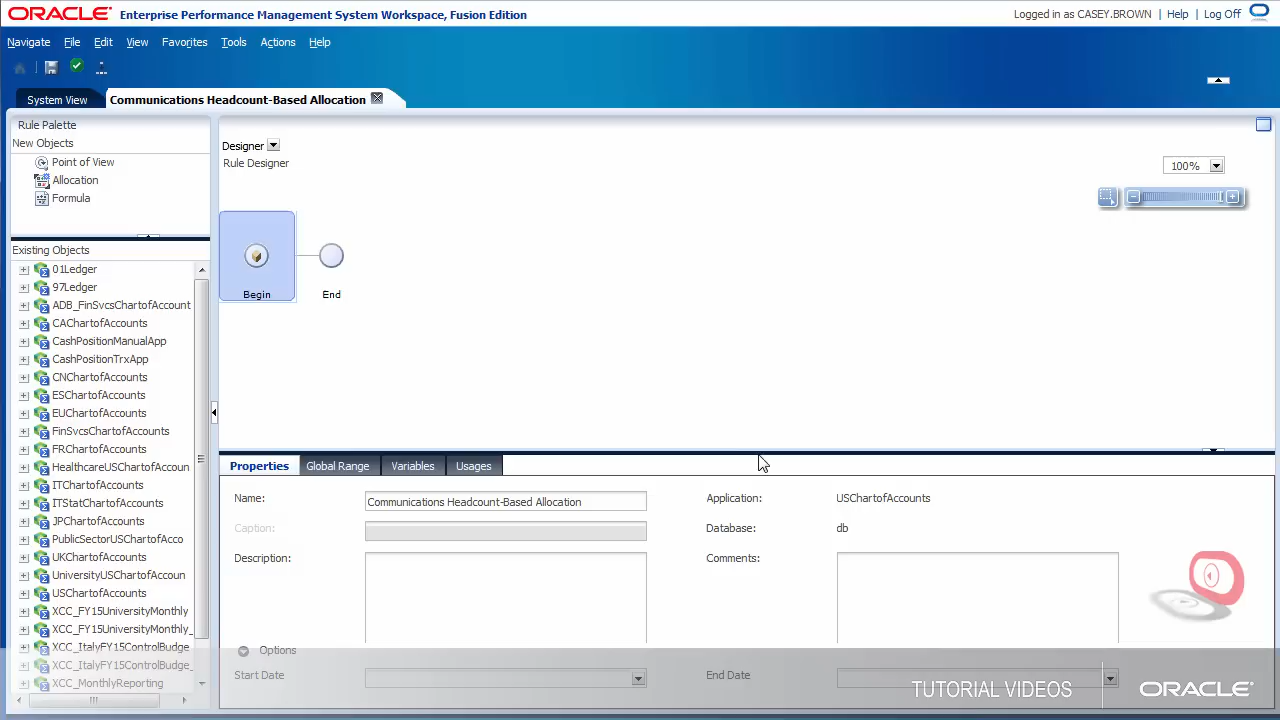 ORACLE Enterprise Performance Management System Workspace, Fusion Edition
Logged in as CASEY.BROWN | Help | Log Off
Navigate File Edit View Favorites Tools Actions Help
System View Communications Headcount-Based Allocation
Rule Palette
New Objects
Point of View
Allocation
Formula
Existing Objects
01Ledger
97Ledger
ADB_FinSvcsChartofAccount
CAChartofAccounts
CashPositionManualApp
CashPositionTrxApp
CNChartofAccounts
ESChartofAccounts
EUChartofAccounts
FinSvcsChartofAccounts
FRChartofAccounts
HealthcareUSChartofAccoun
ITChartofAccounts
ITStatChartofAccounts
JPChartofAccounts
PublicSectorUSChartofAcco
UKChartofAccounts
UniversityUSChartofAccoun
USChartofAccounts
XCC_FY15UniversityMonthly
XCC_FY15UniversityMonthly_
XCC_ItalyFY15ControlBudge
XCC_ItalyFY15ControlBudge_
XCC_MonthlyReporting
Designer
Rule Designer
100%
Begin End
Properties Global Range Variables Usages
Name: Communications Headcount-Based Allocation
Caption:
Description:
Application: USChartofAccounts
Database: db
Comments:
Options
Start Date
End Date
TUTORIAL VIDEOS ORACLE